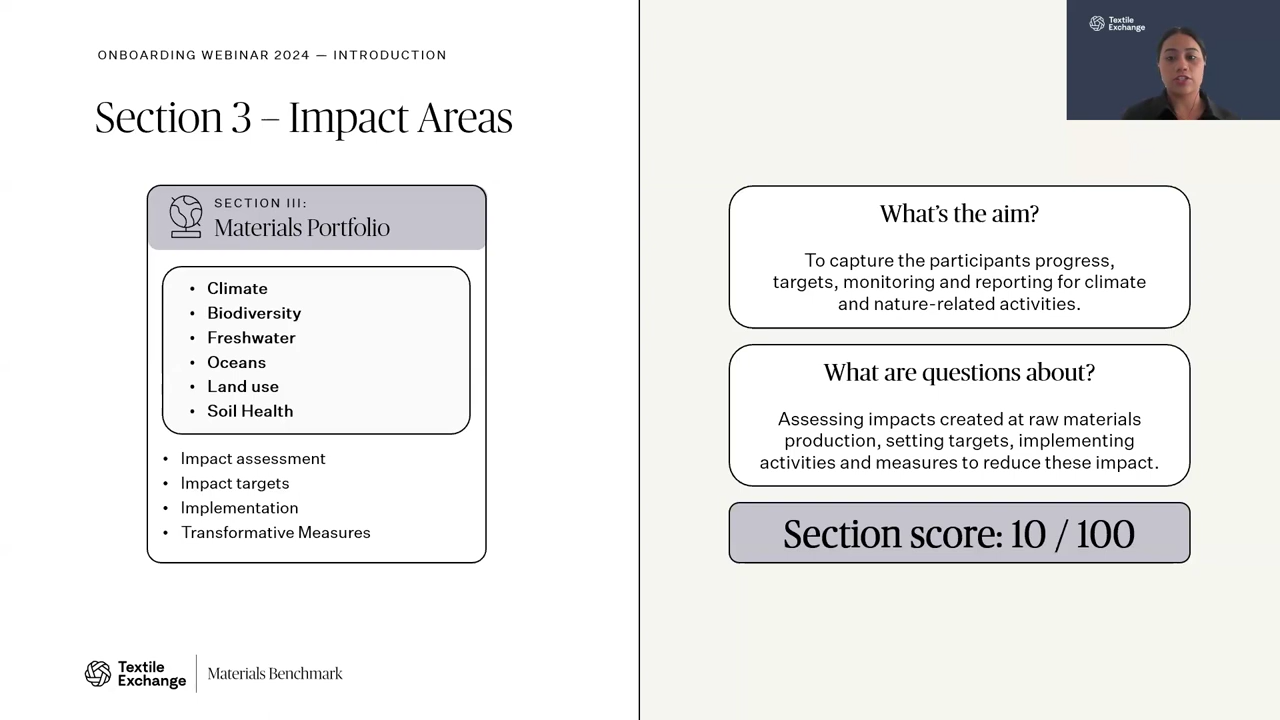 ONBOARDING WEBINAR 2024 — INTRODUCTION
Section 3 – Impact Areas
SECTION III:
Materials Portfolio
• Climate
• Biodiversity
• Freshwater
• Oceans
• Land use
• Soil Health
• Impact assessment
• Impact targets
• Implementation
• Transformative Measures
Textile
Exchange
Materials Benchmark
Textile
Exchange
What's the aim?
To capture the participants progress,
targets, monitoring and reporting for climate
and nature-related activities.
What are questions about?
Assessing impacts created at raw materials
production, setting targets, implementing
activities and measures to reduce these impact.
Section score: 10 / 100